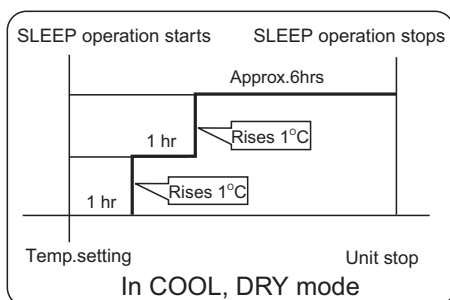 SLEEP operation starts
SLEEP operation stops
Approx.6hrs
1 hr
Rises 1°C
1 hr
Rises 1°C
Temp.setting
Unit stop
In COOL, DRY mode